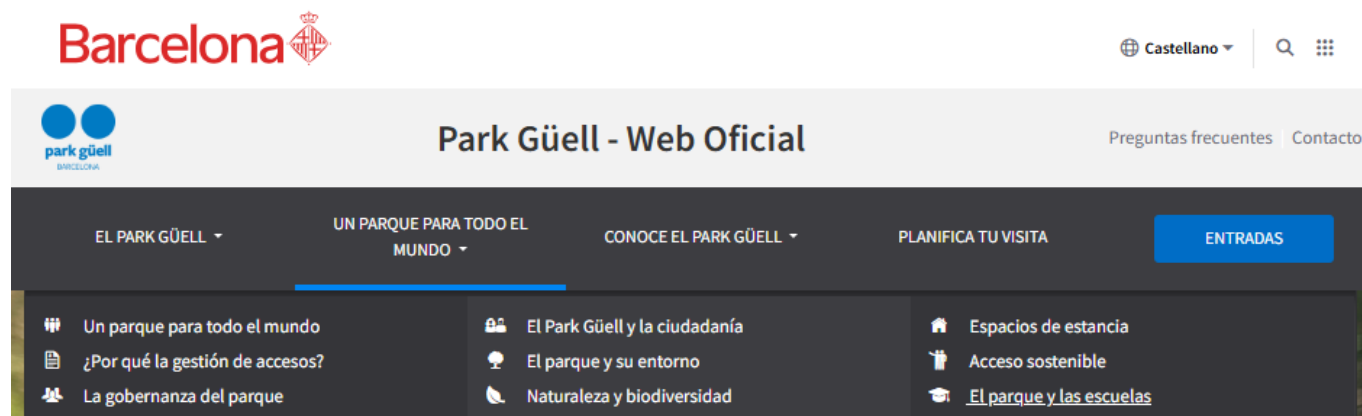 Barcelona
Castellano
park güell
BARCELONA
Park Güell - Web Oficial
Preguntas frecuentes
Contacto
EL PARK GÜELL
UN PARQUE PARA TODO EL
MUNDO
CONOCE EL PARK GÜELL
PLANIFICA TU VISITA
ENTRADAS
Un parque para todo el mundo
¿Por qué la gestión de accesos?
La gobernanza del parque
El Park Güell y la ciudadanía
El parque y su entorno
Naturaleza y biodiversidad
Espacios de estancia
Acceso sostenible
El parque y las escuelas